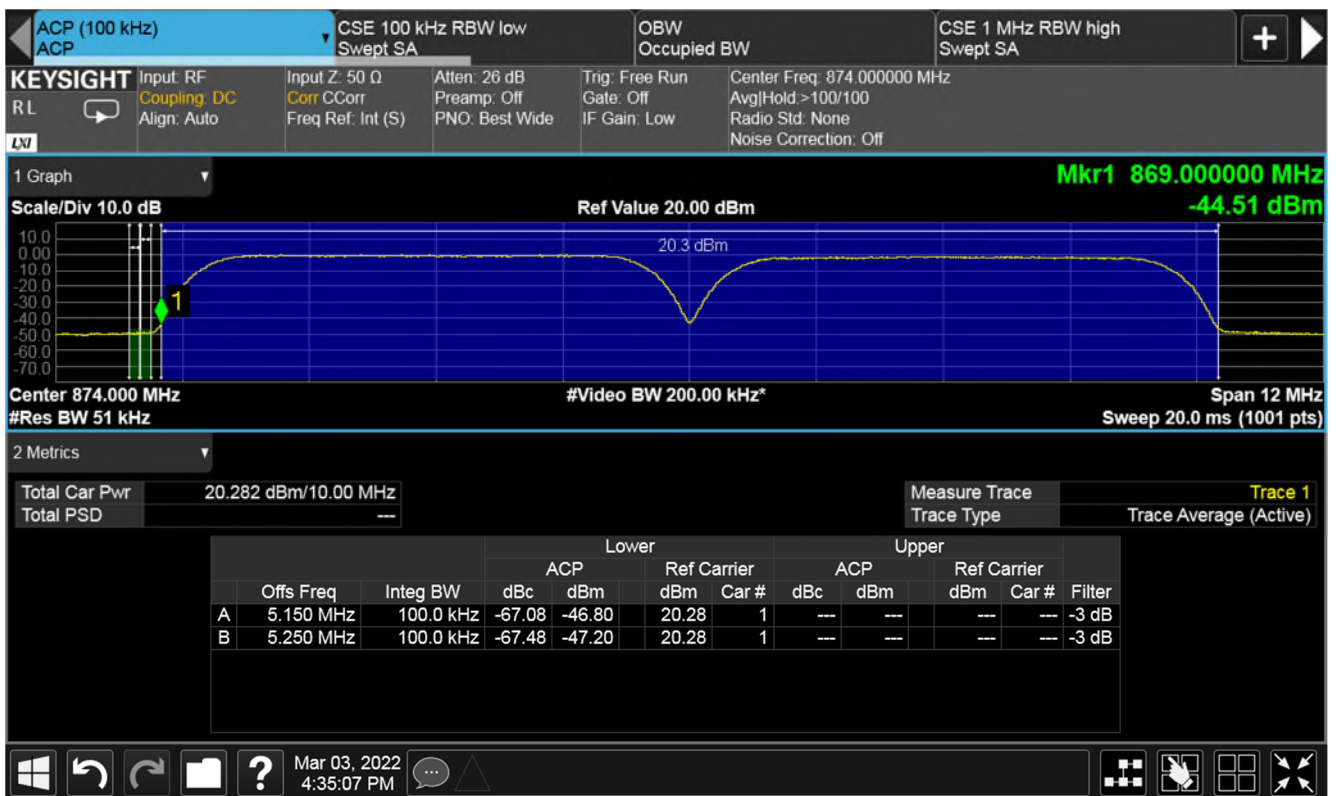 ACP (100 kHz)
ACP
CSE 100 kHz RBW low
Swept SA
OBW
Occupied BW
CSE 1 MHz RBW high
Swept SA
KEYSIGHT
RL
LXI
Input: RF
Coupling: DC
Align: Auto
Input Z: 50 Ω
Corr CCorr
Freq Ref: Int (S)
Atten: 26 dB
Preamp: Off
PNO: Best Wide
Trig: Free Run
Gate: Off
IF Gain: Low
Center Freq: 874.000000 MHz
Avg|Hold:>100/100
Radio Std: None
Noise Correction: Off
1 Graph
Mkr1 869.000000 MHz
-44.51 dBm
Scale/Div 10.0 dB
Ref Value 20.00 dBm
10.0
0.00
-10.0
-20.0
-30.0
-40.0
-50.0
-60.0
-70.0
20.3 dBm
1
Center 874.000 MHz
#Video BW 200.00 kHz*
Span 12 MHz
#Res BW 51 kHz
Sweep 20.0 ms (1001 pts)
2 Metrics
Total Car Pwr 20.282 dBm/10.00 MHz
Total PSD ---
Measure Trace Trace 1
Trace Type Trace Average (Active)
Lower Upper
ACP Ref Carrier ACP Ref Carrier
Offs Freq Integ BW dBc dBm dBm Car # dBc dBm dBm Car # Filter
A 5.150 MHz 100.0 kHz -67.08 -46.80 20.28 1 --- --- --- --- -3 dB
B 5.250 MHz 100.0 kHz -67.48 -47.20 20.28 1 --- --- --- --- -3 dB
?
Mar 03, 2022
4:35:07 PM